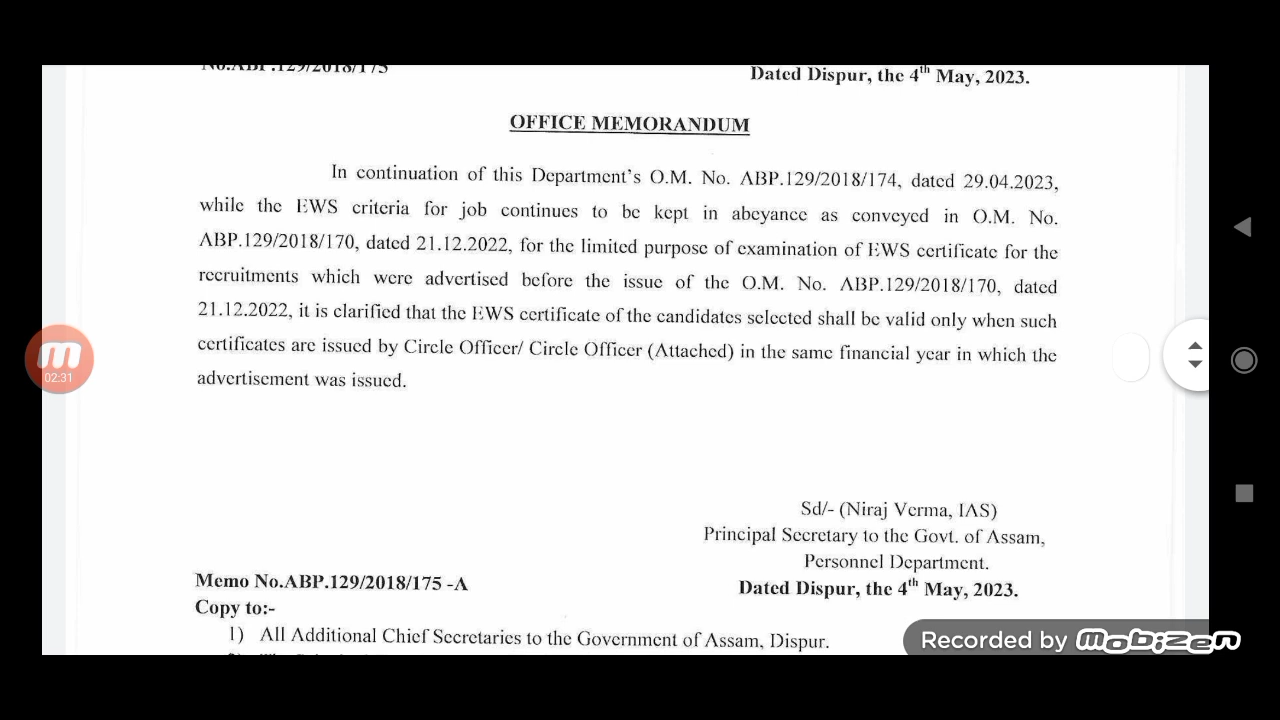 No.ABP.129/2018/175
Dated Dispur, the 4th May, 2023.
OFFICE MEMORANDUM
In continuation of this Department's O.M. No. ABP.129/2018/174, dated 29.04.2023,
while the EWS criteria for job continues to be kept in abeyance as conveyed in O.M. No.
ABP.129/2018/170, dated 21.12.2022, for the limited purpose of examination of EWS certificate for the
recruitments which were advertised before the issue of the O.M. No. ABP.129/2018/170, dated
21.12.2022, it is clarified that the EWS certificate of the candidates selected shall be valid only when such
certificates are issued by Circle Officer/ Circle Officer (Attached) in the same financial year in which the
advertisement was issued.
Sd/- (Niraj Verma, IAS)
Principal Secretary to the Govt. of Assam,
Personnel Department.
Memo No.ABP.129/2018/175 -A
Dated Dispur, the 4th May, 2023.
Copy to:-
1) All Additional Chief Secretaries to the Government of Assam, Dispur.
02:31
Recorded by Mobizen